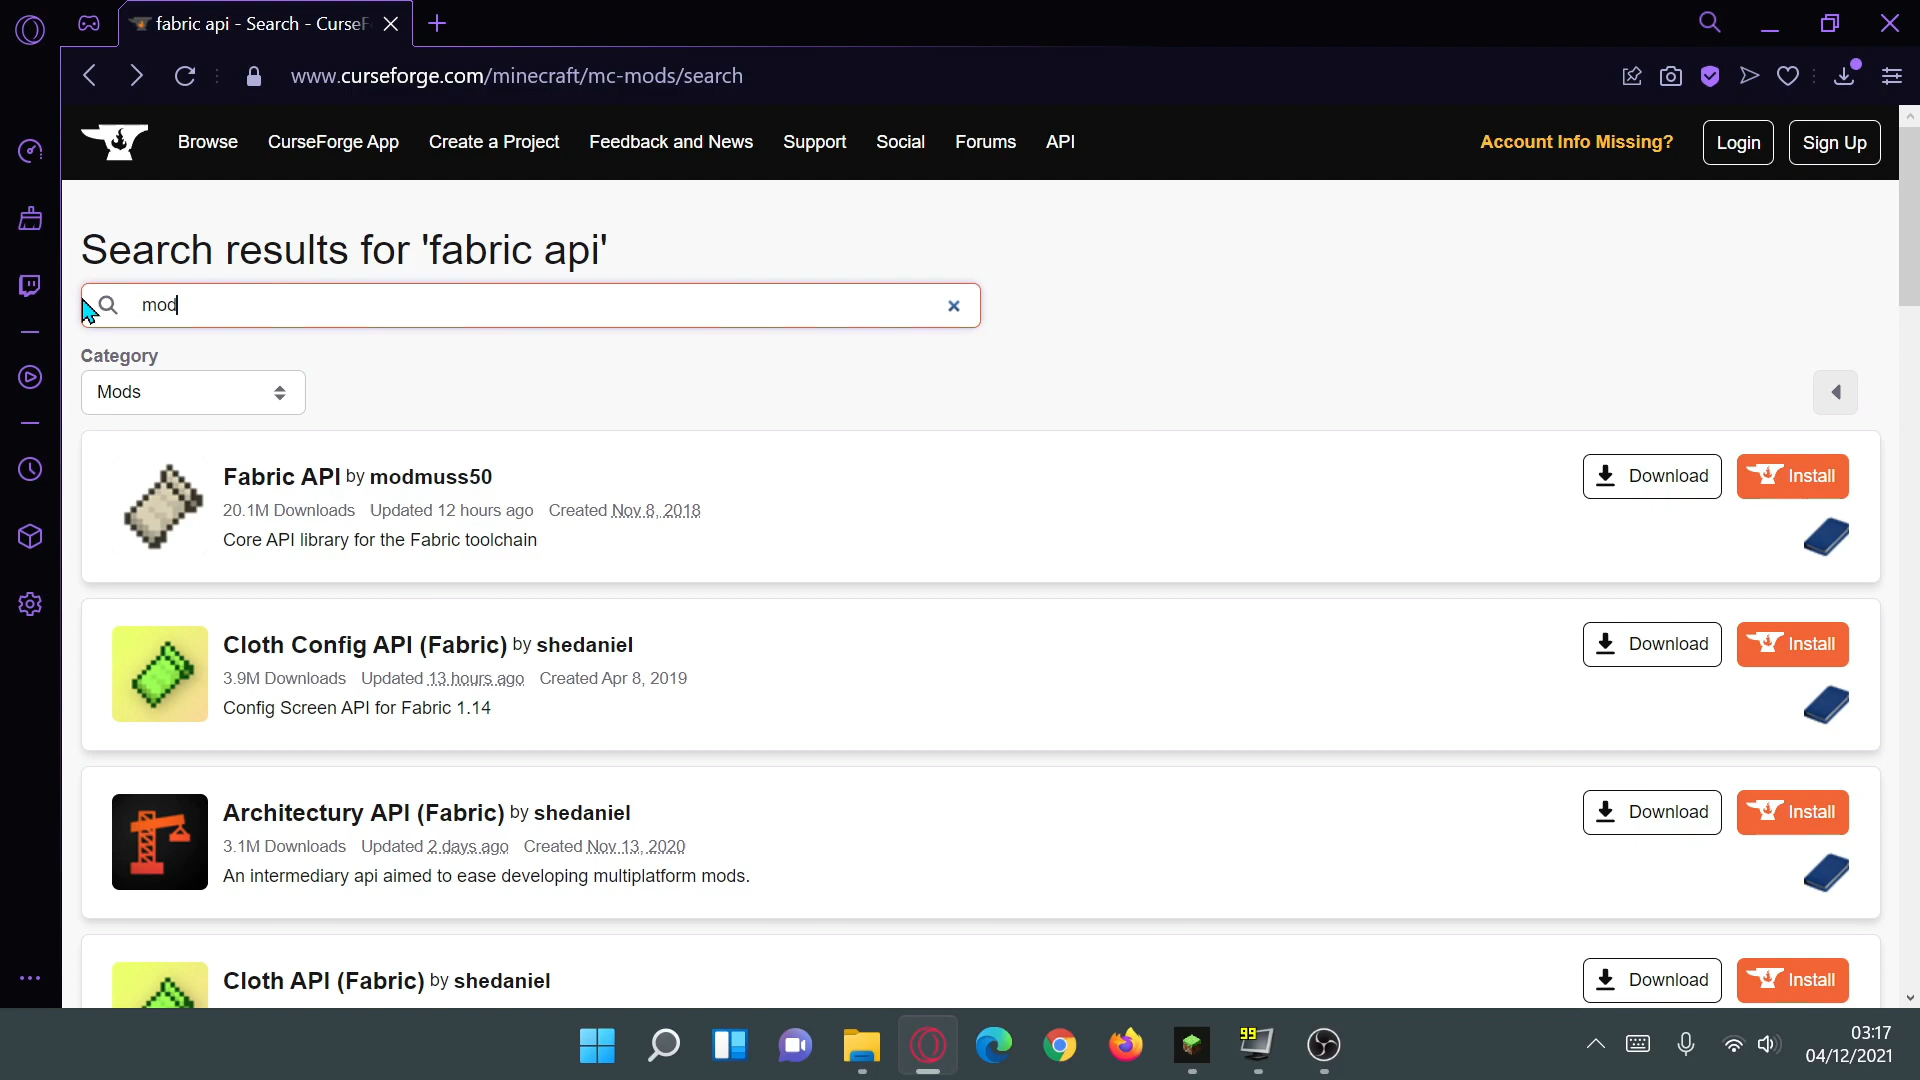 fabric api - Search - CurseF
www.curseforge.com/minecraft/mc-mods/search
Browse CurseForge App Create a Project Feedback and News Support Social Forums API Account Info Missing? Login Sign Up
Search results for 'fabric api'
mod
Category
Mods
Fabric API by modmuss50
Download Install
20.1M Downloads Updated 12 hours ago Created Nov 8, 2018
Core API library for the Fabric toolchain
Cloth Config API (Fabric) by shedaniel
Download Install
3.9M Downloads Updated 13 hours ago Created Apr 8, 2019
Config Screen API for Fabric 1.14
Architectury API (Fabric) by shedaniel
Download Install
3.1M Downloads Updated 2 days ago Created Nov 13, 2020
An intermediary api aimed to ease developing multiplatform mods.
Cloth API (Fabric) by shedaniel
Download Install
99
03:17
04/12/2021